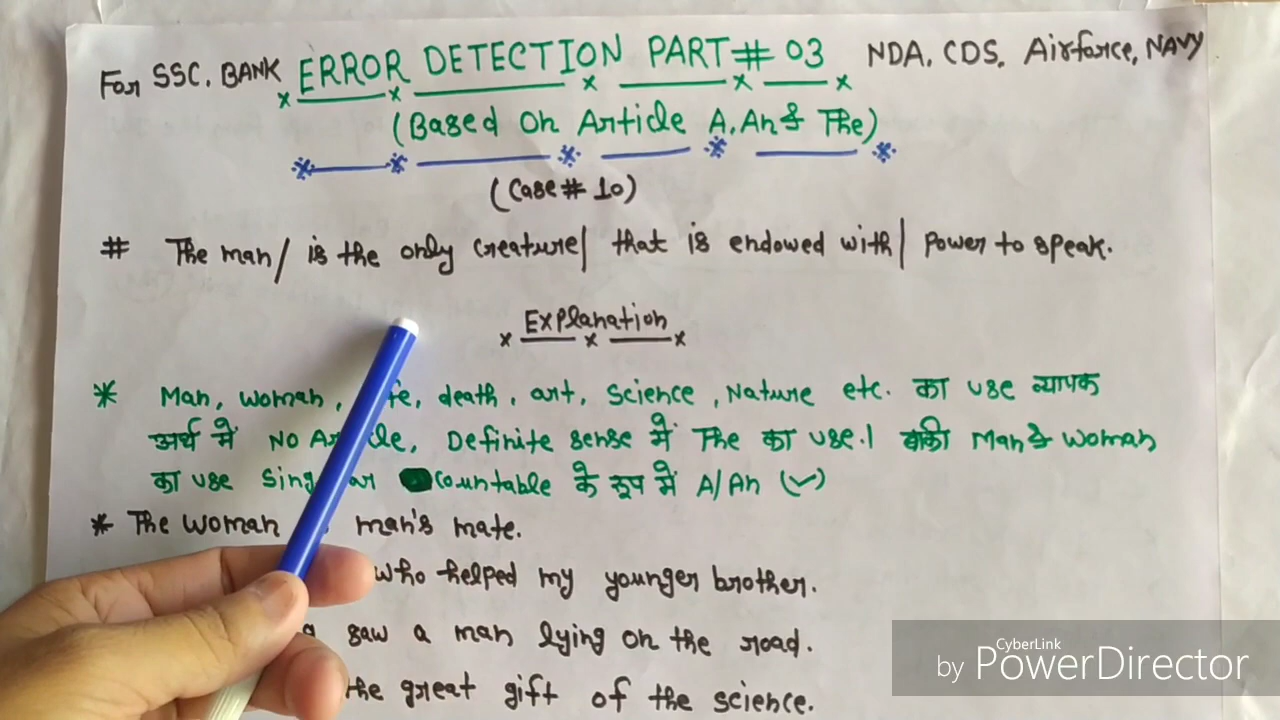 For SSC, BANK ERROR DETECTION PART # 03 NDA, CDS, Airforce, NAVY
(Based On Article A, An & The)
(Case # 10)
# The man/ is the only creature/ that is endowed with/ power to speak.
Explanation
* Man, woman, death, art, Science, Nature etc. का use व्यापक
अर्थ में No Definite sense में The का use.। बाकी Man & woman
का use Countable के रूप में A/An (✓)
* The woman man's mate.
who helped my younger brother.
saw a man lying on the road.
the great gift of the science.
CyberLink
by PowerDirector